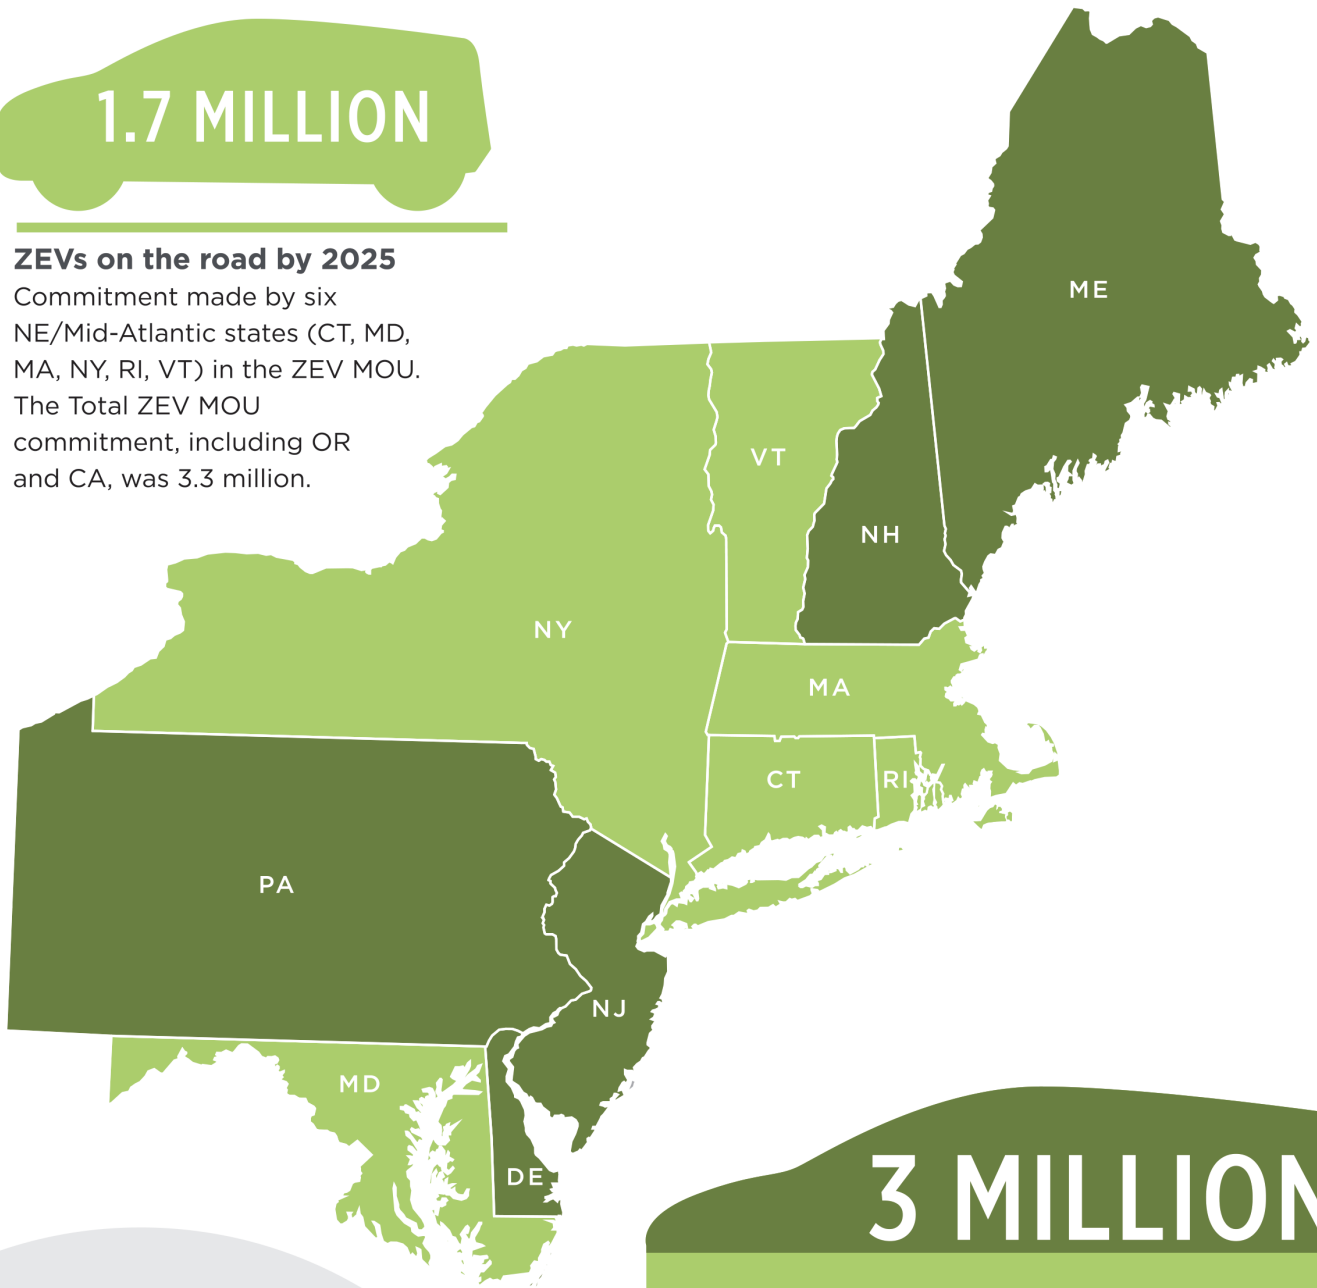 1.7 MILLION
ZEVs on the road by 2025
Commitment made by six
NE/Mid-Atlantic states (CT, MD,
MA, NY, RI, VT) in the ZEV MOU.
The Total ZEV MOU
commitment, including OR
and CA, was 3.3 million.
ME
VT
NH
NY
MA
CT
RI
PA
NJ
MD
DE
3 MILLION